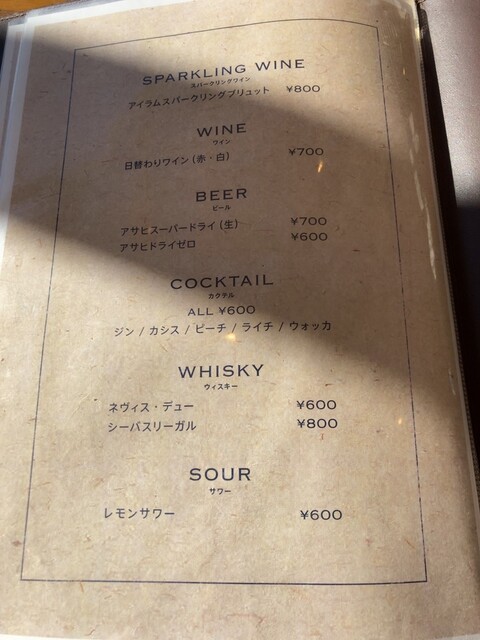 SPARKLING WINE
スパークリングワイン
アイラムスパークリングブリュット ¥800
WINE
ワイン
日替わりワイン(赤・白) ¥700
BEER
ビール
アサヒスーパードライ(生) ¥700
アサヒドライゼロ ¥600
COCKTAIL
カクテル
ALL ¥600
ジン / カシス / ピーチ / ライチ / ウォッカ
WHISKY
ウィスキー
ネヴィス・デュー ¥600
シーバスリーガル ¥800
SOUR
サワー
レモンサワー ¥600